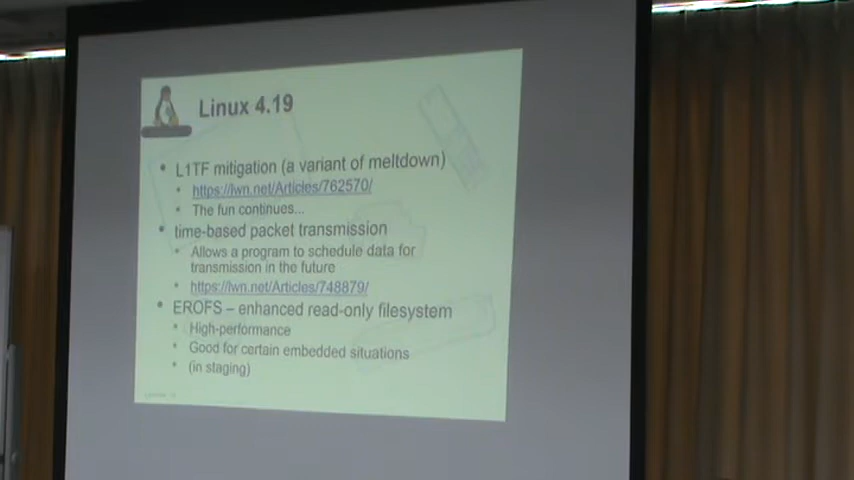 Linux 4.19
• L1TF mitigation (a variant of meltdown)
• https://lwn.net/Articles/762570/
• The fun continues...
• time-based packet transmission
• Allows a program to schedule data for
transmission in the future
• https://lwn.net/Articles/748879/
• EROFS – enhanced read-only filesystem
• High-performance
• Good for certain embedded situations
• (in staging)